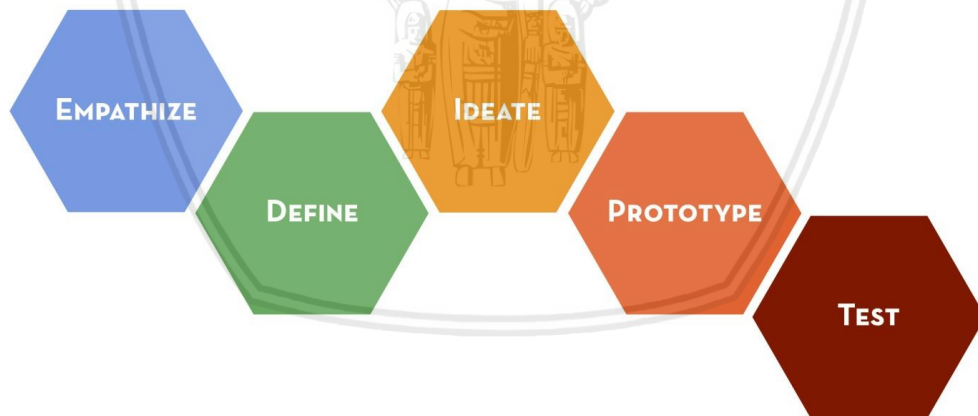 EMPATHIZE
DEFINE
IDEATE
PROTOTYPE
TEST